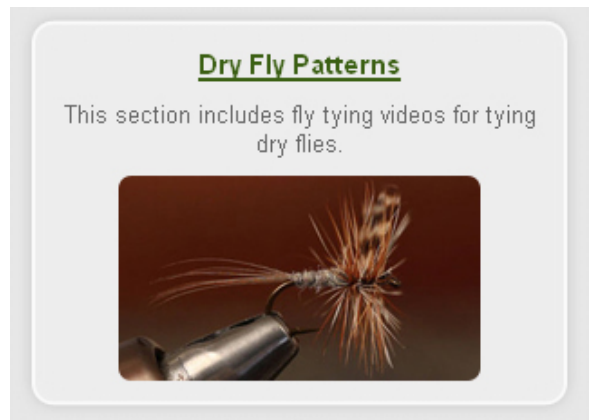 Dry Fly Patterns
This section includes fly tying videos for tying
dry flies.